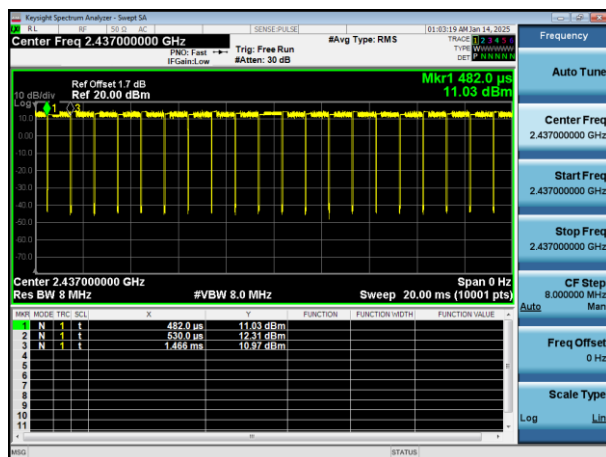 Keysight Spectrum Analyzer - Swept SA
RL RF 50 Ω AC SENSE:PULSE 01:03:19 AM Jan 14, 2025
Center Freq 2.437000000 GHz #Avg Type: RMS TRACE 1 2 3 4 5 6
PNO: Fast Trig: Free Run TYPE WWWWWW
IFGain:Low #Atten: 30 dB DET P N N N N N
Ref Offset 1.7 dB Mkr1 482.0 µs
10 dB/div Ref 20.00 dBm 11.03 dBm
Log
1 3
10.0
0.00
-10.0
-20.0
-30.0
-40.0
-50.0
-60.0
-70.0
Center 2.437000000 GHz Span 0 Hz
Res BW 8 MHz #VBW 8.0 MHz Sweep 20.00 ms (10001 pts)
MKR MODE TRC SCL X Y FUNCTION FUNCTION WIDTH FUNCTION VALUE
1 N 1 t 482.0 µs 11.03 dBm
2 N 1 t 530.0 µs 12.31 dBm
3 N 1 t 1.466 ms 10.97 dBm
4
5
6
7
8
9
10
11
MSG STATUS
Frequency
Auto Tune
Center Freq
2.437000000 GHz
Start Freq
2.437000000 GHz
Stop Freq
2.437000000 GHz
CF Step
8.000000 MHz
Auto Man
Freq Offset
0 Hz
Scale Type
Log Lin